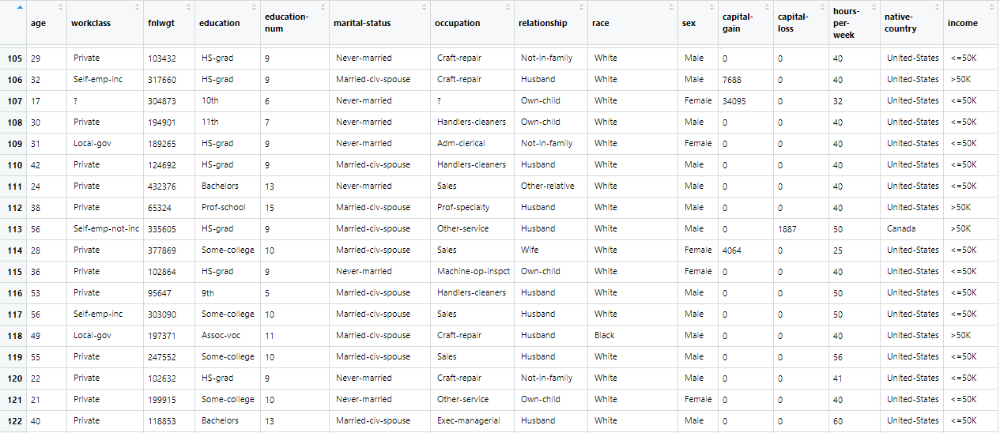 age workclass fnlwgt education education-num marital-status occupation relationship race sex capital-gain capital-loss hours-per-week native-country income
105 29 Private 103432 HS-grad 9 Never-married Craft-repair Not-in-family White Male 0 0 40 United-States <=50K
106 32 Self-emp-inc 317660 HS-grad 9 Married-civ-spouse Craft-repair Husband White Male 7688 0 40 United-States >50K
107 17 ? 304873 10th 6 Never-married ? Own-child White Female 34095 0 32 United-States <=50K
108 30 Private 194901 11th 7 Never-married Handlers-cleaners Own-child White Male 0 0 40 United-States <=50K
109 31 Local-gov 189265 HS-grad 9 Never-married Adm-clerical Not-in-family White Female 0 0 40 United-States <=50K
110 42 Private 124692 HS-grad 9 Married-civ-spouse Handlers-cleaners Husband White Male 0 0 40 United-States <=50K
111 24 Private 432376 Bachelors 13 Never-married Sales Other-relative White Male 0 0 40 United-States <=50K
112 38 Private 65324 Prof-school 15 Married-civ-spouse Prof-specialty Husband White Male 0 0 40 United-States >50K
113 56 Self-emp-not-inc 335605 HS-grad 9 Married-civ-spouse Other-service Husband White Male 0 1887 50 Canada >50K
114 28 Private 377869 Some-college 10 Married-civ-spouse Sales Wife White Female 4064 0 25 United-States <=50K
115 36 Private 102864 HS-grad 9 Never-married Machine-op-inspct Own-child White Female 0 0 40 United-States <=50K
116 53 Private 95647 9th 5 Married-civ-spouse Handlers-cleaners Husband White Male 0 0 50 United-States <=50K
117 56 Self-emp-inc 303090 Some-college 10 Married-civ-spouse Sales Husband White Male 0 0 50 United-States <=50K
118 49 Local-gov 197371 Assoc-voc 11 Married-civ-spouse Craft-repair Husband Black Male 0 0 40 United-States >50K
119 55 Private 247552 Some-college 10 Married-civ-spouse Sales Husband White Male 0 0 56 United-States <=50K
120 22 Private 102632 HS-grad 9 Never-married Craft-repair Not-in-family White Male 0 0 41 United-States <=50K
121 21 Private 199915 Some-college 10 Never-married Other-service Own-child White Female 0 0 40 United-States <=50K
122 40 Private 118853 Bachelors 13 Married-civ-spouse Exec-managerial Husband White Male 0 0 60 United-States <=50K